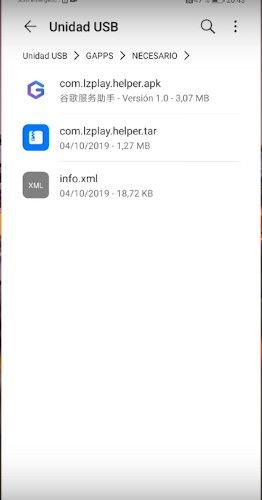 20:43
Unidad USB
Unidad USB > GAPPS > NECESARIO >
com.lzplay.helper.apk
谷歌服务助手 - Versión 1.0 - 3,07 MB
com.lzplay.helper.tar
04/10/2019 - 1,27 MB
XML
info.xml
04/10/2019 - 18,72 KB